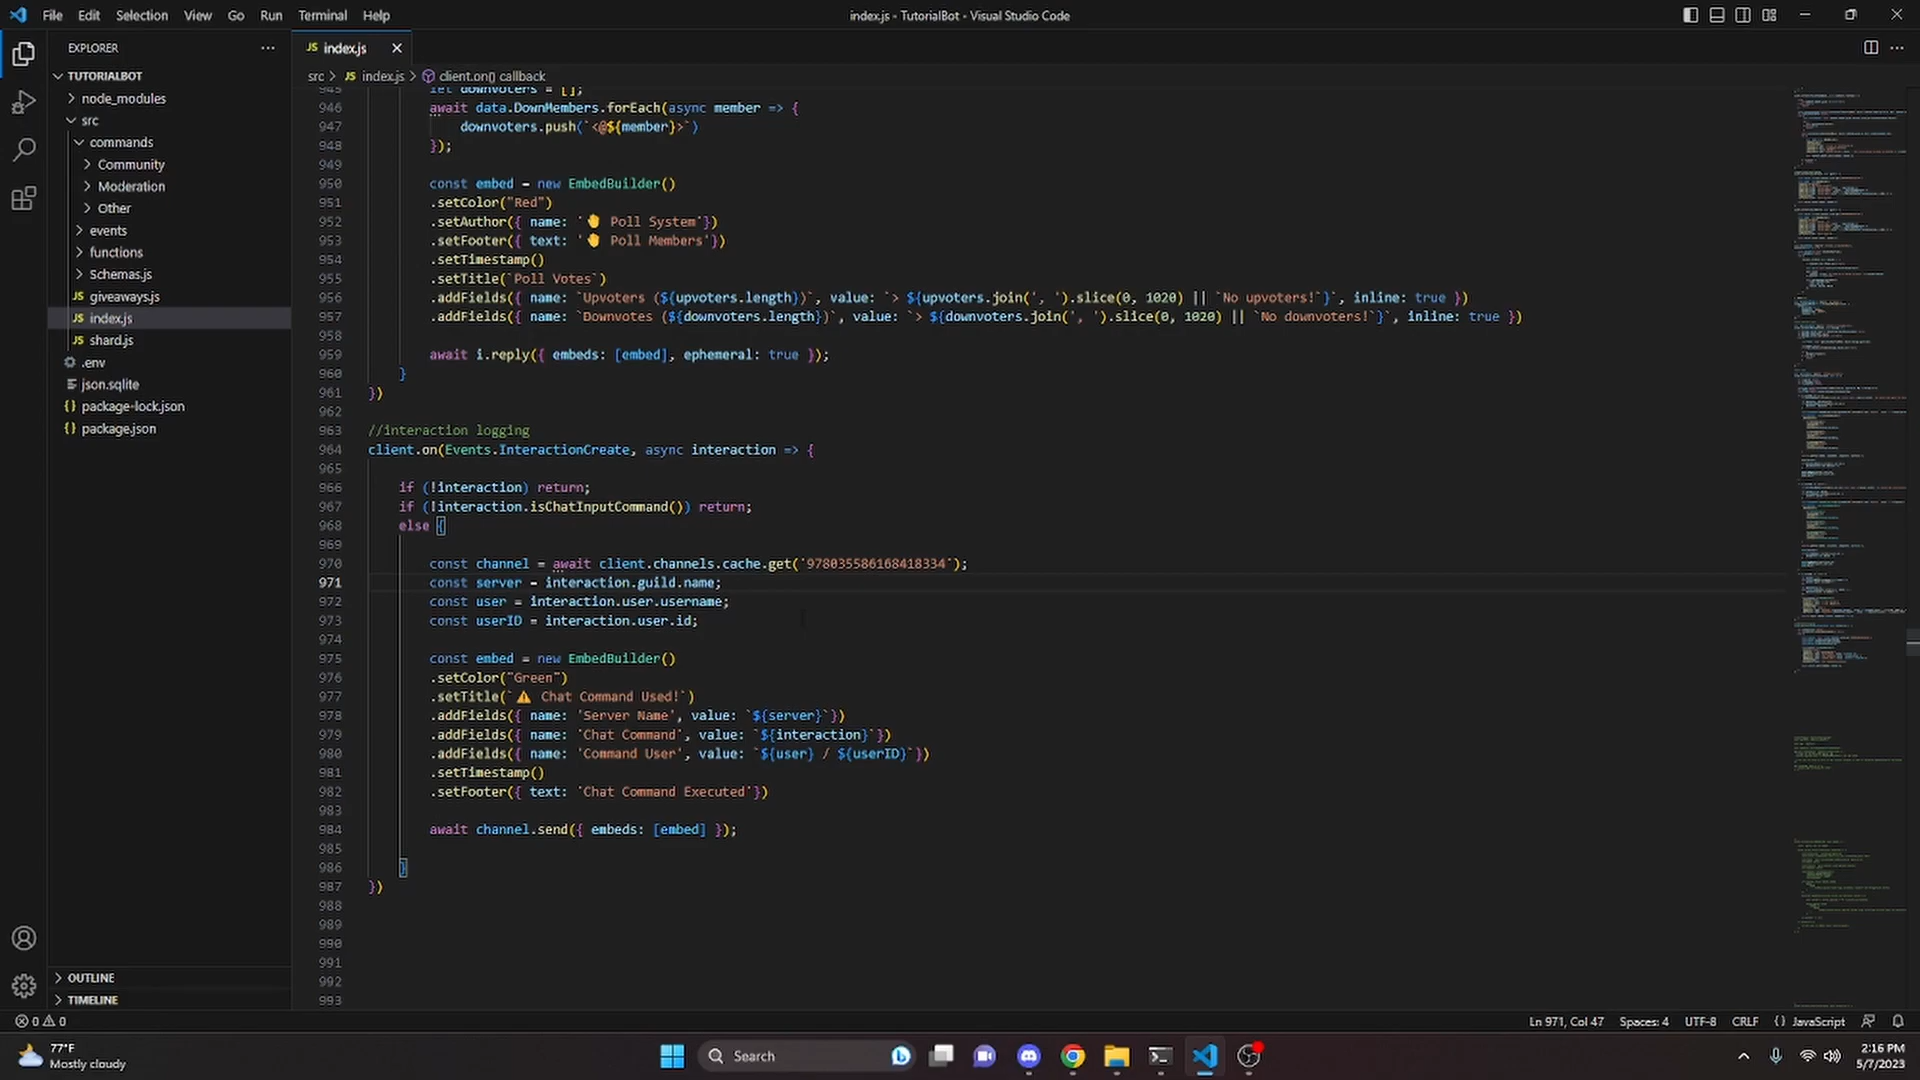 File Edit Selection View Go Run Terminal Help
index.js - TutorialBot - Visual Studio Code
EXPLORER
TUTORIALBOT
node_modules
src
commands
Community
Moderation
Other
events
functions
Schemas.js
JS giveaways.js
JS index.js
JS shard.js
.env
json.sqlite
{} package-lock.json
{} package.json
OUTLINE
TIMELINE
JS index.js
src > JS index.js > client.on() callback
945 let downvoters = [];
946 await data.DownMembers.forEach(async member => {
947 downvoters.push(`<@${member}>`)
948 });
949
950 const embed = new EmbedBuilder()
951 .setColor("Red")
952 .setAuthor({ name: `🤚 Poll System`})
953 .setFooter({ text: `🤚 Poll Members`})
954 .setTimestamp()
955 .setTitle(`Poll Votes`)
956 .addFields({ name: `Upvoters (${upvoters.length})`, value: `> ${upvoters.join(', ').slice(0, 1020) || `No upvoters!`}`, inline: true })
957 .addFields({ name: `Downvotes (${downvoters.length})`, value: `> ${downvoters.join(', ').slice(0, 1020) || `No downvoters!`}`, inline: true })
958
959 await i.reply({ embeds: [embed], ephemeral: true });
960 }
961 })
962
963 //interaction logging
964 client.on(Events.InteractionCreate, async interaction => {
965
966 if (!interaction) return;
967 if (!interaction.isChatInputCommand()) return;
968 else {
969
970 const channel = await client.channels.cache.get(`978035586168418334`);
971 const server = interaction.guild.name;
972 const user = interaction.user.username;
973 const userID = interaction.user.id;
974
975 const embed = new EmbedBuilder()
976 .setColor("Green")
977 .setTitle(`⚠️ Chat Command Used!`)
978 .addFields({ name: 'Server Name', value: `${server}`})
979 .addFields({ name: 'Chat Command', value: `${interaction}`})
980 .addFields({ name: 'Command User', value: `${user} / ${userID}`})
981 .setTimestamp()
982 .setFooter({ text: 'Chat Command Executed'})
983
984 await channel.send({ embeds: [embed] });
985
986 }
987 })
988
989
990
991
992
993
0 0
Ln 971, Col 47 Spaces: 4 UTF-8 CRLF {} JavaScript
77°F
Mostly cloudy
Search
2:16 PM
5/7/2023